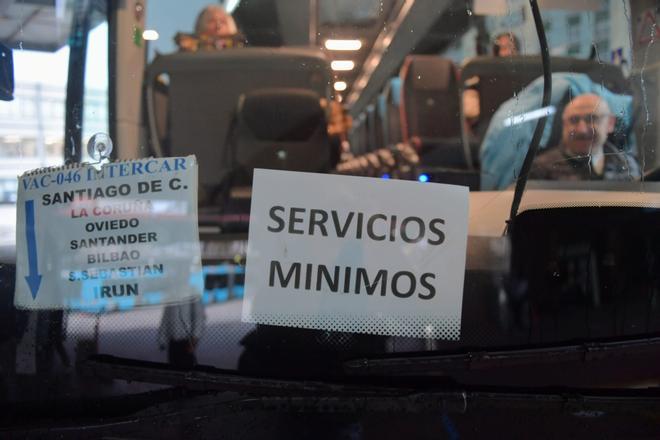 VAC-046 INTERCAR
SANTIAGO DE C.
LA CORUÑA
OVIEDO
SANTANDER
BILBAO
S.SEBASTIAN
IRUN
SERVICIOS
MINIMOS